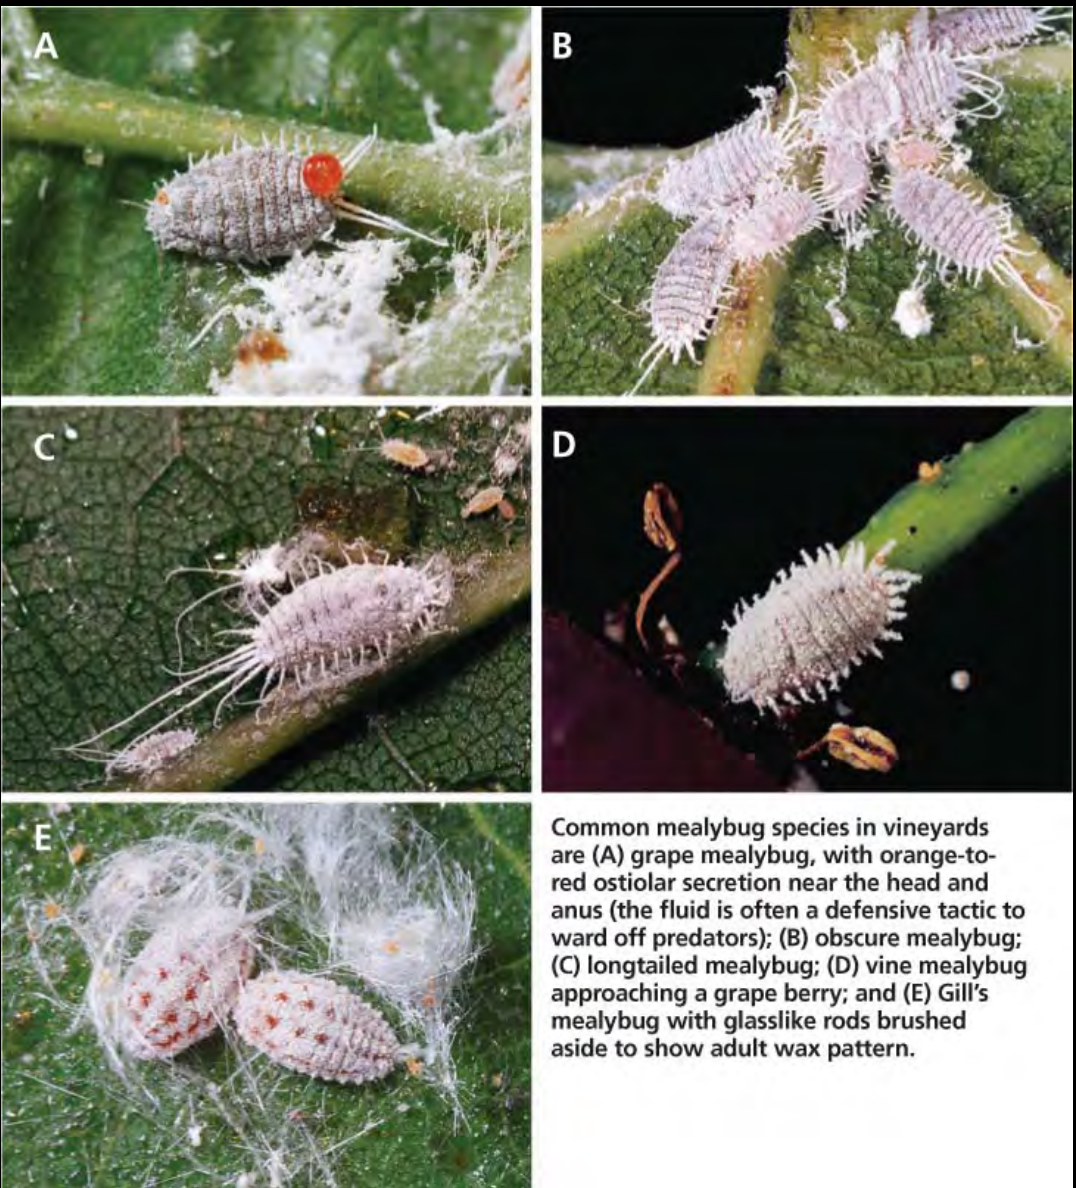 A
B
C
D
E
Common mealybug species in vineyards
are (A) grape mealybug, with orange-to-
red ostiolar secretion near the head and
anus (the fluid is often a defensive tactic to
ward off predators); (B) obscure mealybug;
(C) longtailed mealybug; (D) vine mealybug
approaching a grape berry; and (E) Gill's
mealybug with glasslike rods brushed
aside to show adult wax pattern.